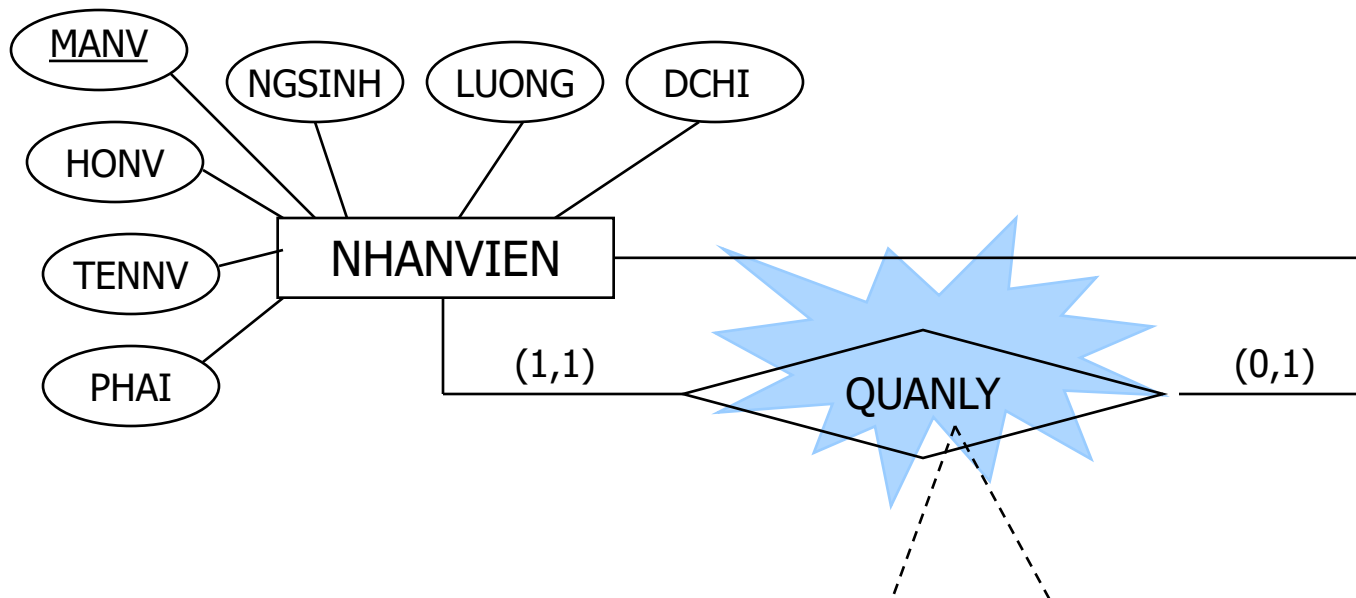 MANV
NGSINH
LUONG
DCHI
HONV
TENNV
NHANVIEN
PHAI
(1,1)
QUANLY
(0,1)